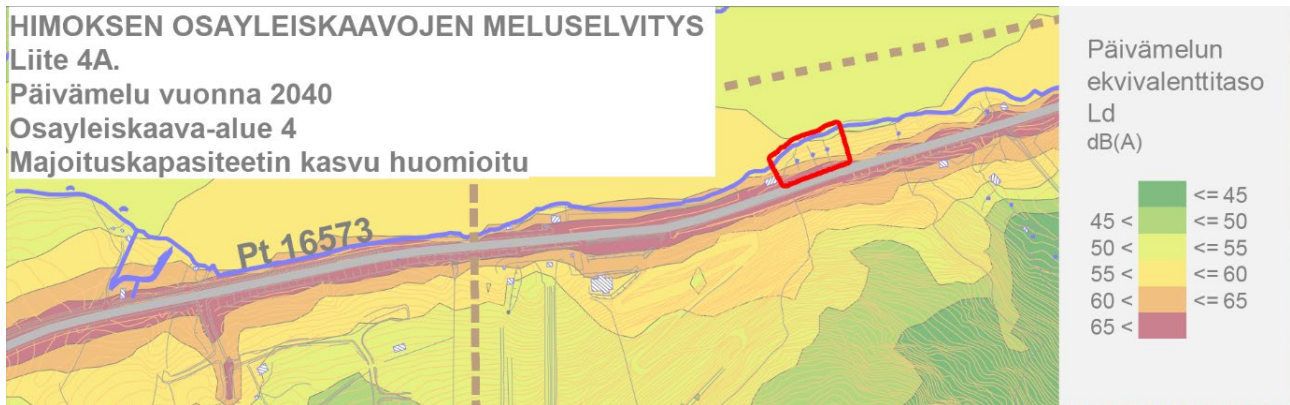 HIMOKSEN OSAYLEISKAAVOJEN MELUSELVITYS
Liite 4A.
Päivämelu vuonna 2040
Osayleiskaava-alue 4
Majoituskapasiteetin kasvu huomioitu
Pt 16573
Päivämelun
ekvivalenttitaso
Ld
dB(A)
<= 45
45 < <= 50
50 < <= 55
55 < <= 60
60 < <= 65
65 <